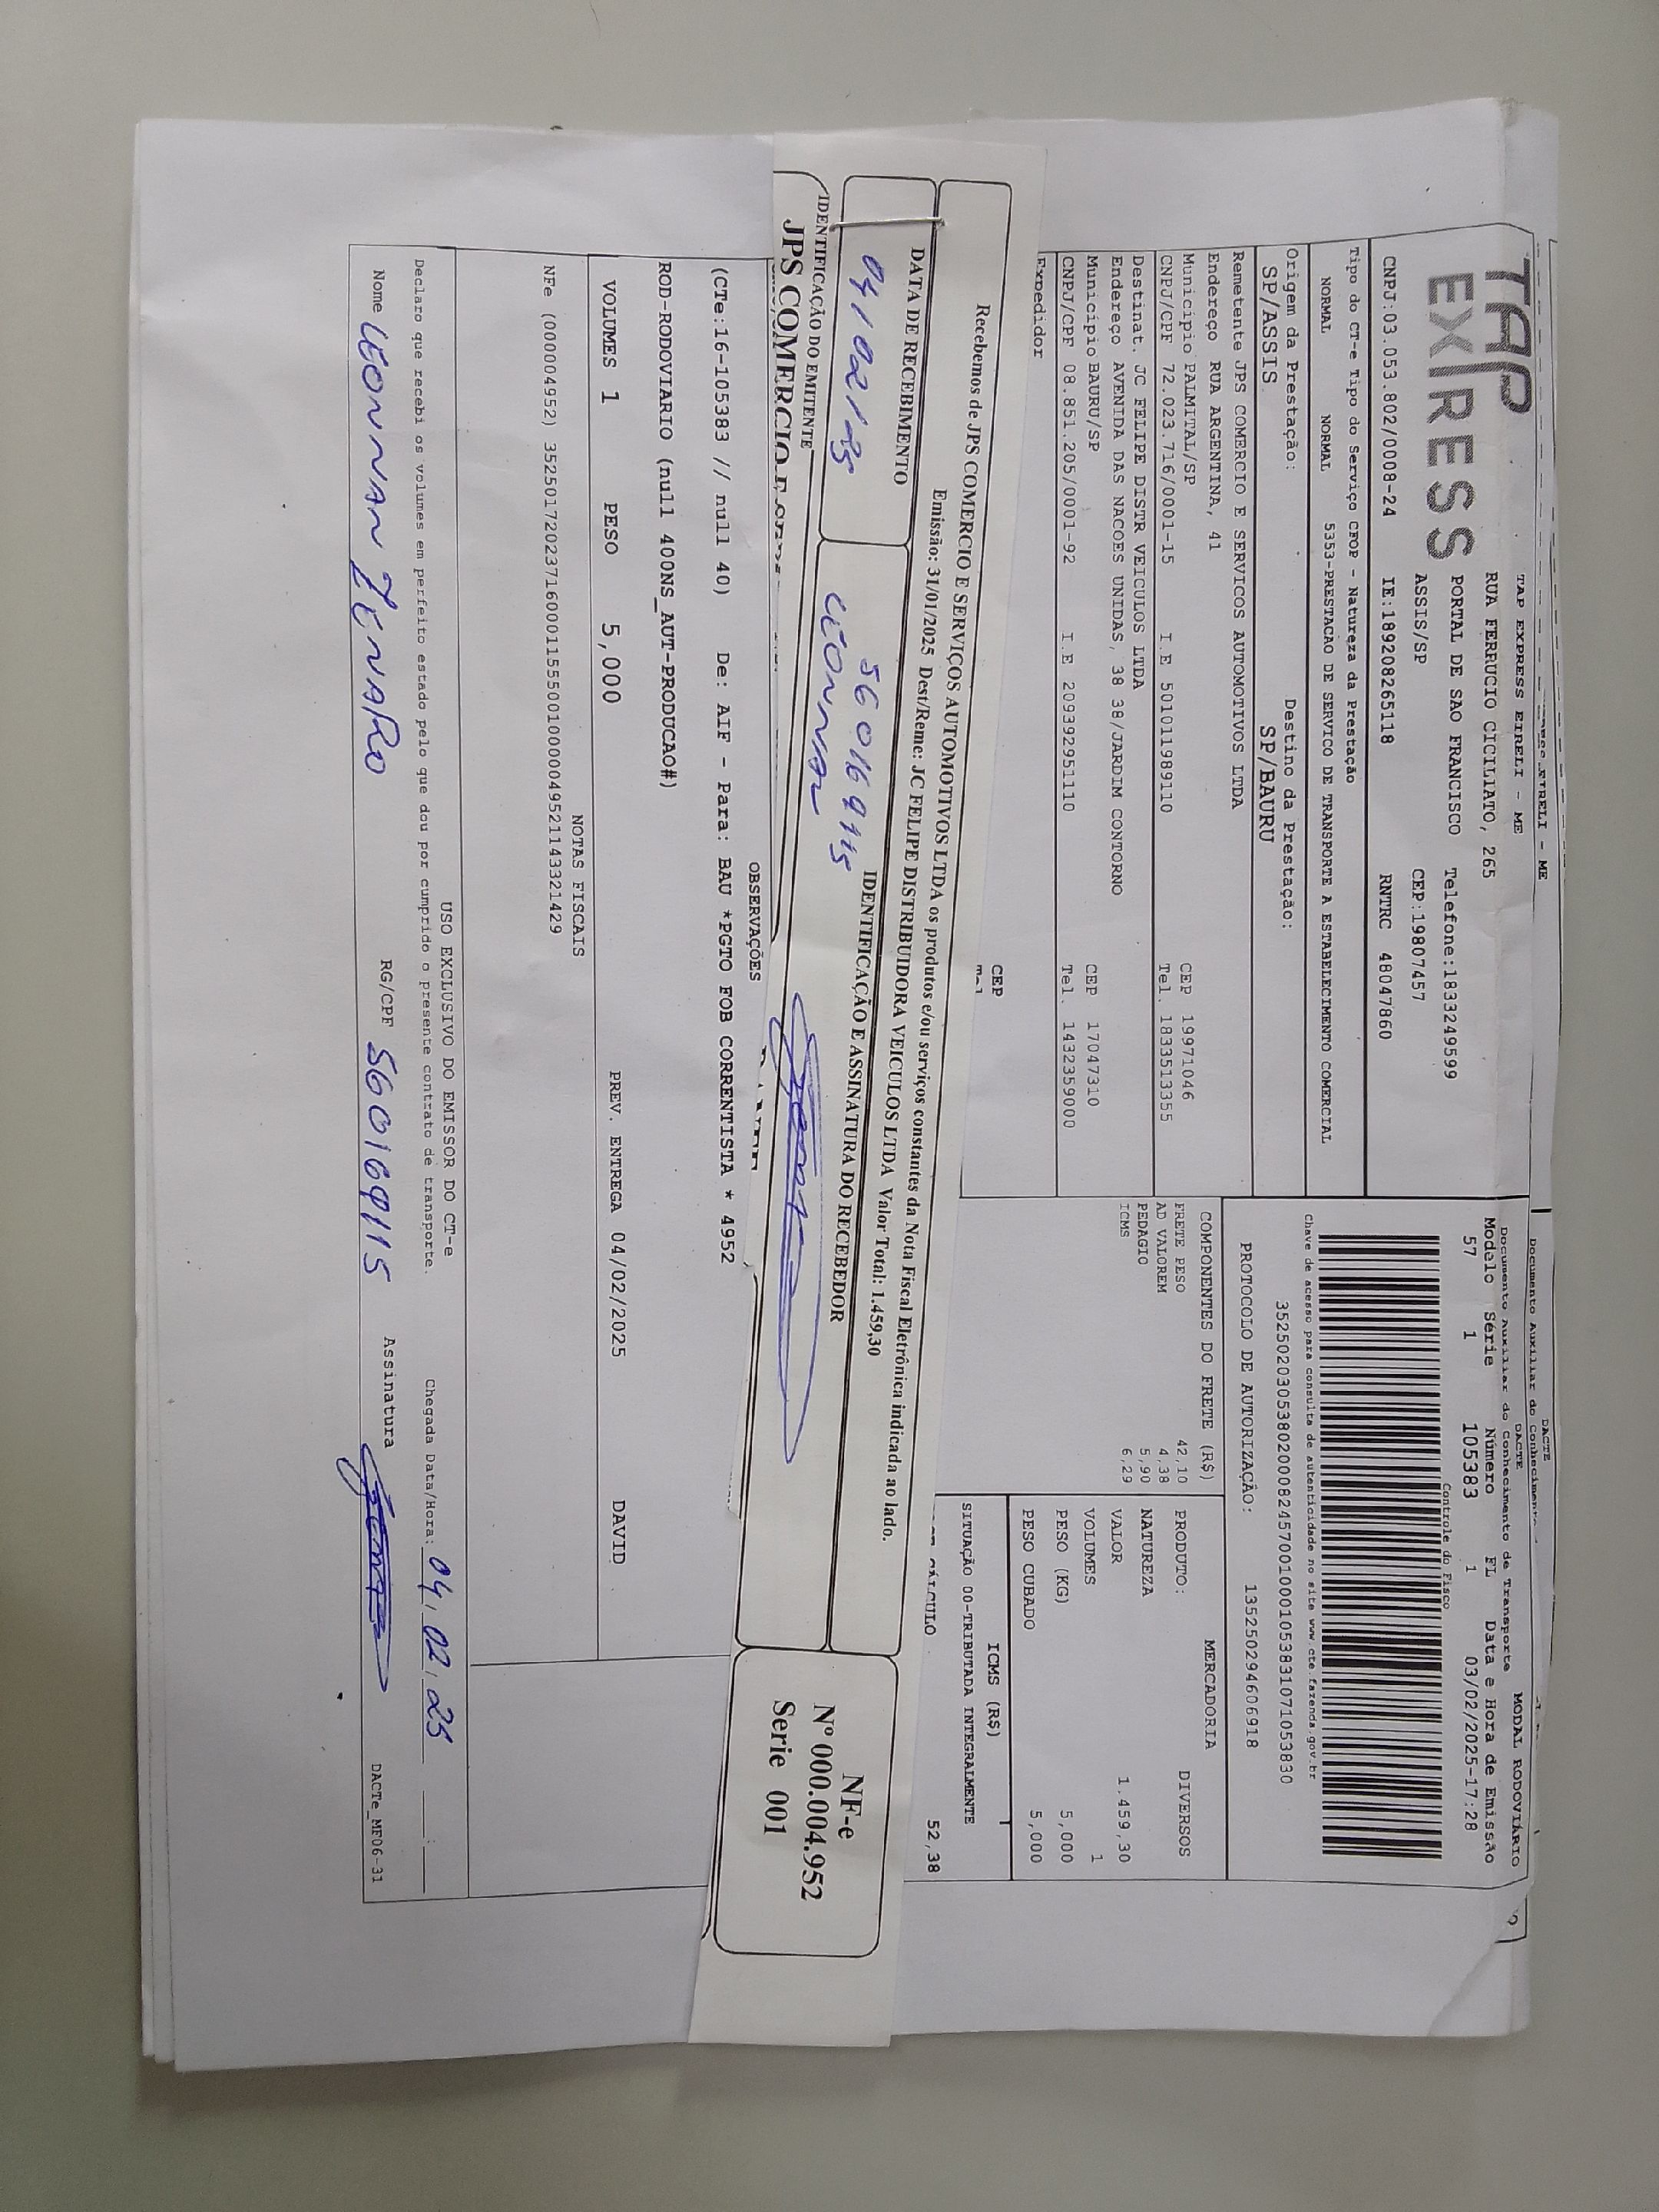 TAP EXPRESS
TAP EXPRESS EIRELI - ME
RUA FERRUCIO CICILIATO, 265
PORTAL DE SAO FRANCISCO Telefone:1833249599
ASSIS/SP CEP:19807457
CNPJ:03.053.802/0008-24 IE:189208265118 RNTRC 48047860
Tipo do CT-e Tipo do Serviço CFOP - Natureza da Prestação
NORMAL NORMAL 5353-PRESTACAO DE SERVICO DE TRANSPORTE A ESTABELECIMENTO COMERCIAL
Origem da Prestação: Destino da Prestação:
SP/ASSIS SP/BAURU
Remetente JPS COMERCIO E SERVICOS AUTOMOTIVOS LTDA
Endereço RUA ARGENTINA, 41
Municipio PALMITAL/SP CEP 19971046
CNPJ/CPF 72.023.716/0001-15 I.E 501011989110 Tel. 1833513355
Destinat. JC FELIPE DISTR VEICULOS LTDA
Endereço AVENIDA DAS NACOES UNIDAS, 38 38/JARDIM CONTORNO
Municipio BAURU/SP CEP 17047310
CNPJ/CPF 08.851.205/0001-92 I.E 209392951110 Tel. 1432359000
Expedidor CEP
DACTE
Documento Auxiliar do Conhecimento de Transporte MODAL RODOVIÁRIO
Modelo Série Número FL Data e Hora de Emissão
57 1 105383 1 03/02/2025-17:28
Controle do Fisco
Chave de acesso para consulta de autenticidade no site www.cte.fazenda.gov.br
35250203053802000824570010001053831071053830
PROTOCOLO DE AUTORIZAÇÃO: 135250294606918
COMPONENTES DO FRETE (R$)
FRETE PESO 42,10
AD VALOREM 4,38
PEDAGIO 5,90
ICMS 6,29
MERCADORIA
PRODUTO: DIVERSOS
NATUREZA
VALOR 1.459,30
VOLUMES 1
PESO (KG) 5,000
PESO CUBADO 5,000
ICMS (R$)
SITUAÇÃO 00-TRIBUTADA INTEGRALMENTE
CÁLCULO 52,38
Recebemos de JPS COMERCIO E SERVIÇOS AUTOMOTIVOS LTDA os produtos e/ou serviços constantes da Nota Fiscal Eletrônica indicada ao lado.
Emissão: 31/01/2025 Dest/Reme: JC FELIPE DISTRIBUIDORA VEICULOS LTDA Valor Total: 1.459,30
DATA DE RECEBIMENTO IDENTIFICAÇÃO E ASSINATURA DO RECEBEDOR
04/02/25 560169115
LEONNAN
NF-e
Nº 000.004.952
Serie 001
IDENTIFICAÇÃO DO EMITENTE
JPS COMERCIO E
OBSERVAÇÕES
(CTe:16-105383 // null 40) De: AIF - Para: BAU *PGTO FOB CORRENTISTA * 4952
ROD-RODOVIARIO (null 400NS_AUT-PRODUCAO#)
VOLUMES 1 PESO 5,000 PREV. ENTREGA 04/02/2025 DAVID
NOTAS FISCAIS
NFe (000004952) 35250172023716000115550010000049521143321429
USO EXCLUSIVO DO EMISSOR DO CT-e
Declaro que recebi os volumes em perfeito estado pelo que dou por cumprido o presente contrato de transporte. Chegada Data/Hora: 04/02/25
Nome LEONNAN ZENARO RG/CPF 560169115 Assinatura
DACTe_MF06-31